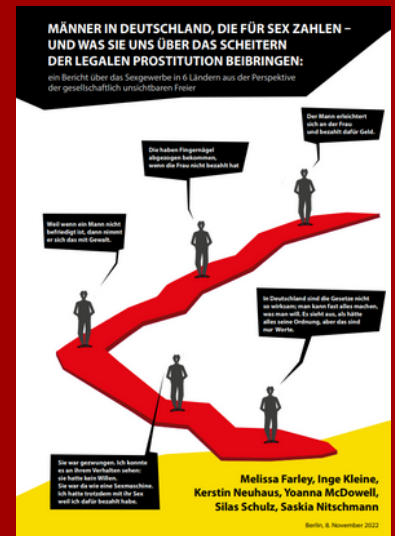 MÄNNER IN DEUTSCHLAND, DIE FÜR SEX ZAHLEN –
UND WAS SIE UNS ÜBER DAS SCHEITERN
DER LEGALEN PROSTITUTION BEIBRINGEN:
ein Bericht über das Sexgewerbe in 6 Ländern aus der Perspektive
der gesellschaftlich unsichtbaren Freier
Der Mann erleichtert
sich an der Frau
und bezahlt dafür Geld.
Die haben Fingernägel
abgezogen bekommen,
wenn die Frau nicht bezahlt hat
Weil wenn ein Mann nicht
befriedigt ist, dann nimmt
er sich das mit Gewalt.
In Deutschland sind die Gesetze nicht
so wirksam; man kann fast alles machen,
was man will. Es sieht aus, als hätte
alles seine Ordnung, aber das sind
nur Worte.
Sie war gezwungen. Ich konnte
es an ihrem Verhalten sehen:
sie hatte kein Willen.
Sie war da wie eine Sexmaschine.
Ich hatte trotzdem mit ihr Sex
weil ich dafür bezahlt habe.
Melissa Farley, Inge Kleine,
Kerstin Neuhaus, Yoanna McDowell,
Silas Schulz, Saskia Nitschmann
Berlin, 8. November 2022